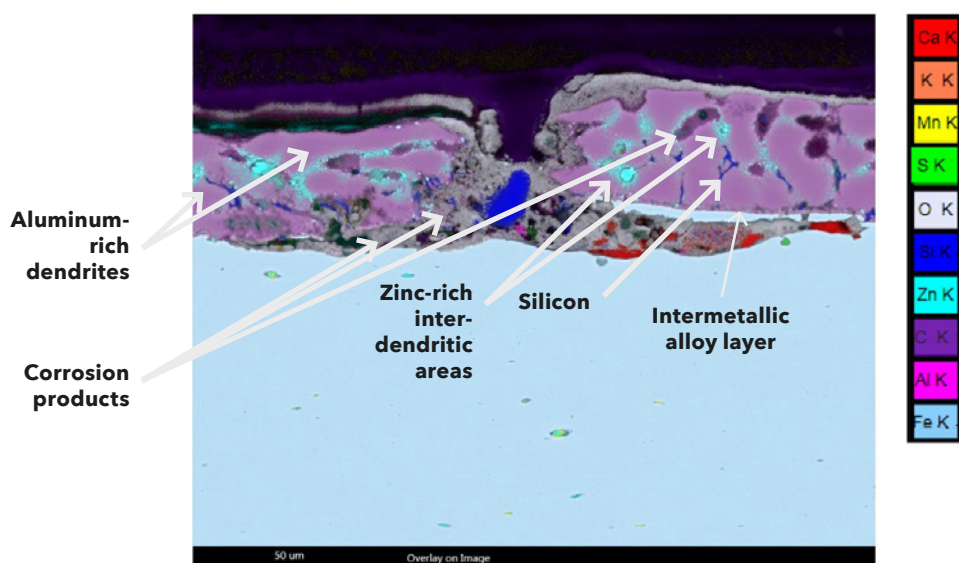 Aluminum-
rich
dendrites
Corrosion
products
Zinc-rich
inter-
dendritic
areas
Silicon
Intermetallic
alloy layer
50 um
Overlay on Image
Ca K
K K
Mn K
S K
O K
Si K
Zn K
C K
Al K
Fe K